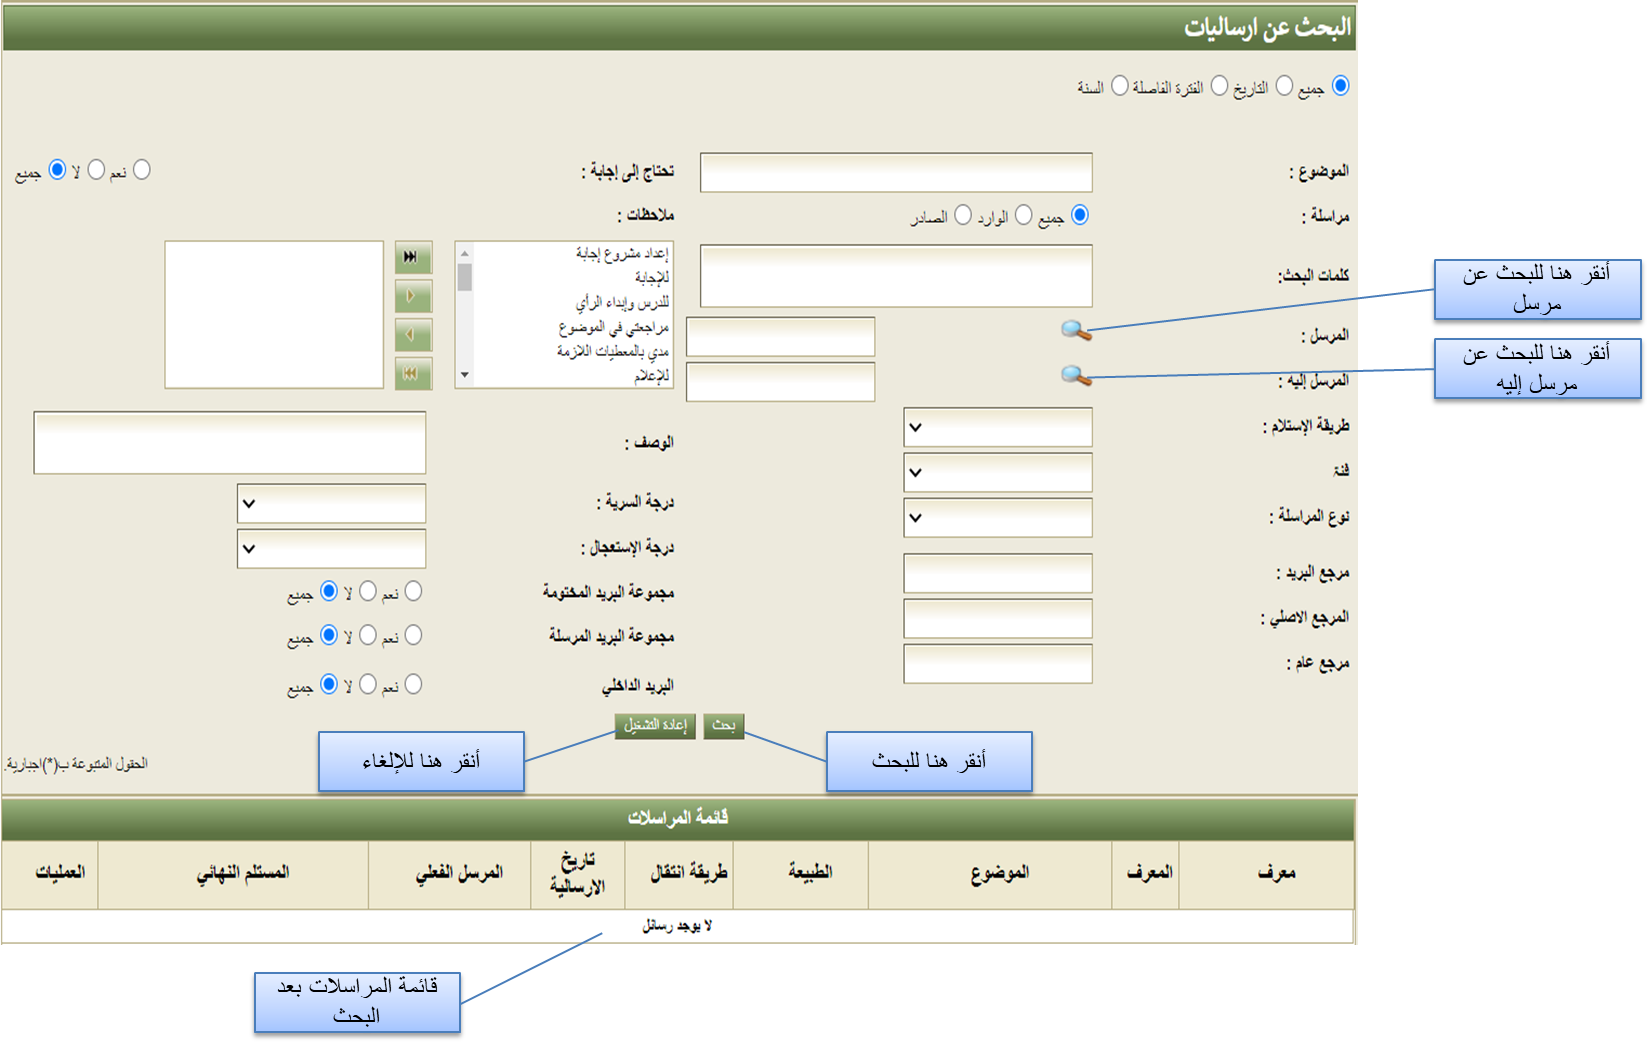 البحث عن ارساليات
جميع التاريخ الفترة الفاصلة السنة
الموضوع :
تحتاج إلى إجابة :
نعم لا جميع
مراسلة :
جميع الوارد الصادر
ملاحظات :
إعداد مشروع إجابة
للإجابة
للدرس وإبداء الرأي
مراجعتي في الموضوع
مدي بالمعطيات اللازمة
للإعلام
كلمات البحث:
أنقر هنا للبحث عن
مرسل
المرسل :
أنقر هنا للبحث عن
مرسل إليه
المرسل إليه :
طريقة الإستلام :
الوصف :
فئة
درجة السرية :
نوع المراسلة :
درجة الإستعجال :
مرجع البريد :
مجموعة البريد المختومة
نعم لا جميع
المرجع الاصلي :
مجموعة البريد المرسلة
نعم لا جميع
مرجع عام :
البريد الداخلي
نعم لا جميع
بحث
إعادة التشغيل
أنقر هنا للبحث
أنقر هنا للإلغاء
الحقول المتبوعة ب(*)اجبارية.
قائمة المراسلات
معرف المعرف الموضوع الطبيعة طريقة انتقال تاريخ الارسالية المرسل الفعلي المستلم النهائي العمليات
لا يوجد رسائل
قائمة المراسلات بعد
البحث